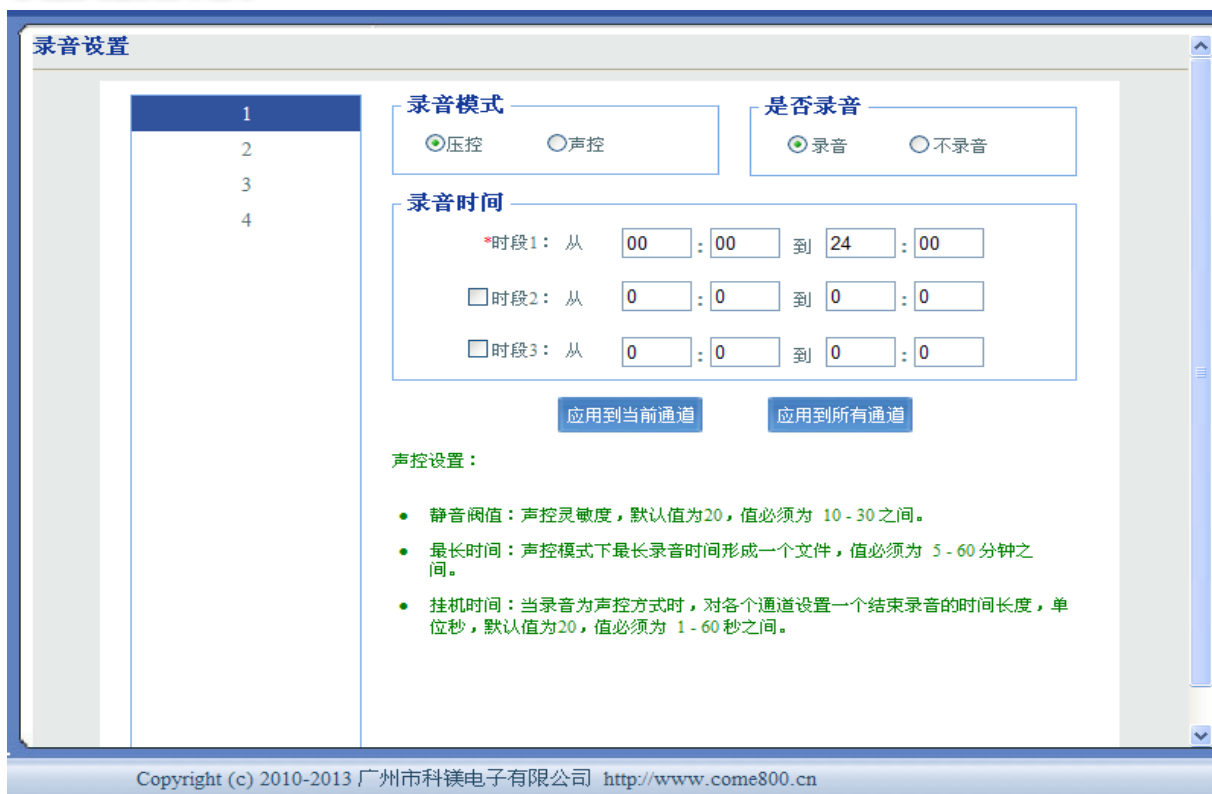 录音设置
1
2
3
4
录音模式
压控 声控
是否录音
录音 不录音
录音时间
*时段1： 从 00 : 00 到 24 : 00
时段2： 从 0 : 0 到 0 : 0
时段3： 从 0 : 0 到 0 : 0
应用到当前通道 应用到所有通道
声控设置：
● 静音阀值：声控灵敏度，默认值为20，值必须为 10 - 30 之间。
● 最长时间：声控模式下最长录音时间形成一个文件，值必须为 5 - 60 分钟之
间。
● 挂机时间：当录音为声控方式时，对各个通道设置一个结束录音的时间长度，单
位秒，默认值为20，值必须为 1 - 60 秒之间。
Copyright (c) 2010-2013 广州市科镁电子有限公司 http://www.come800.cn